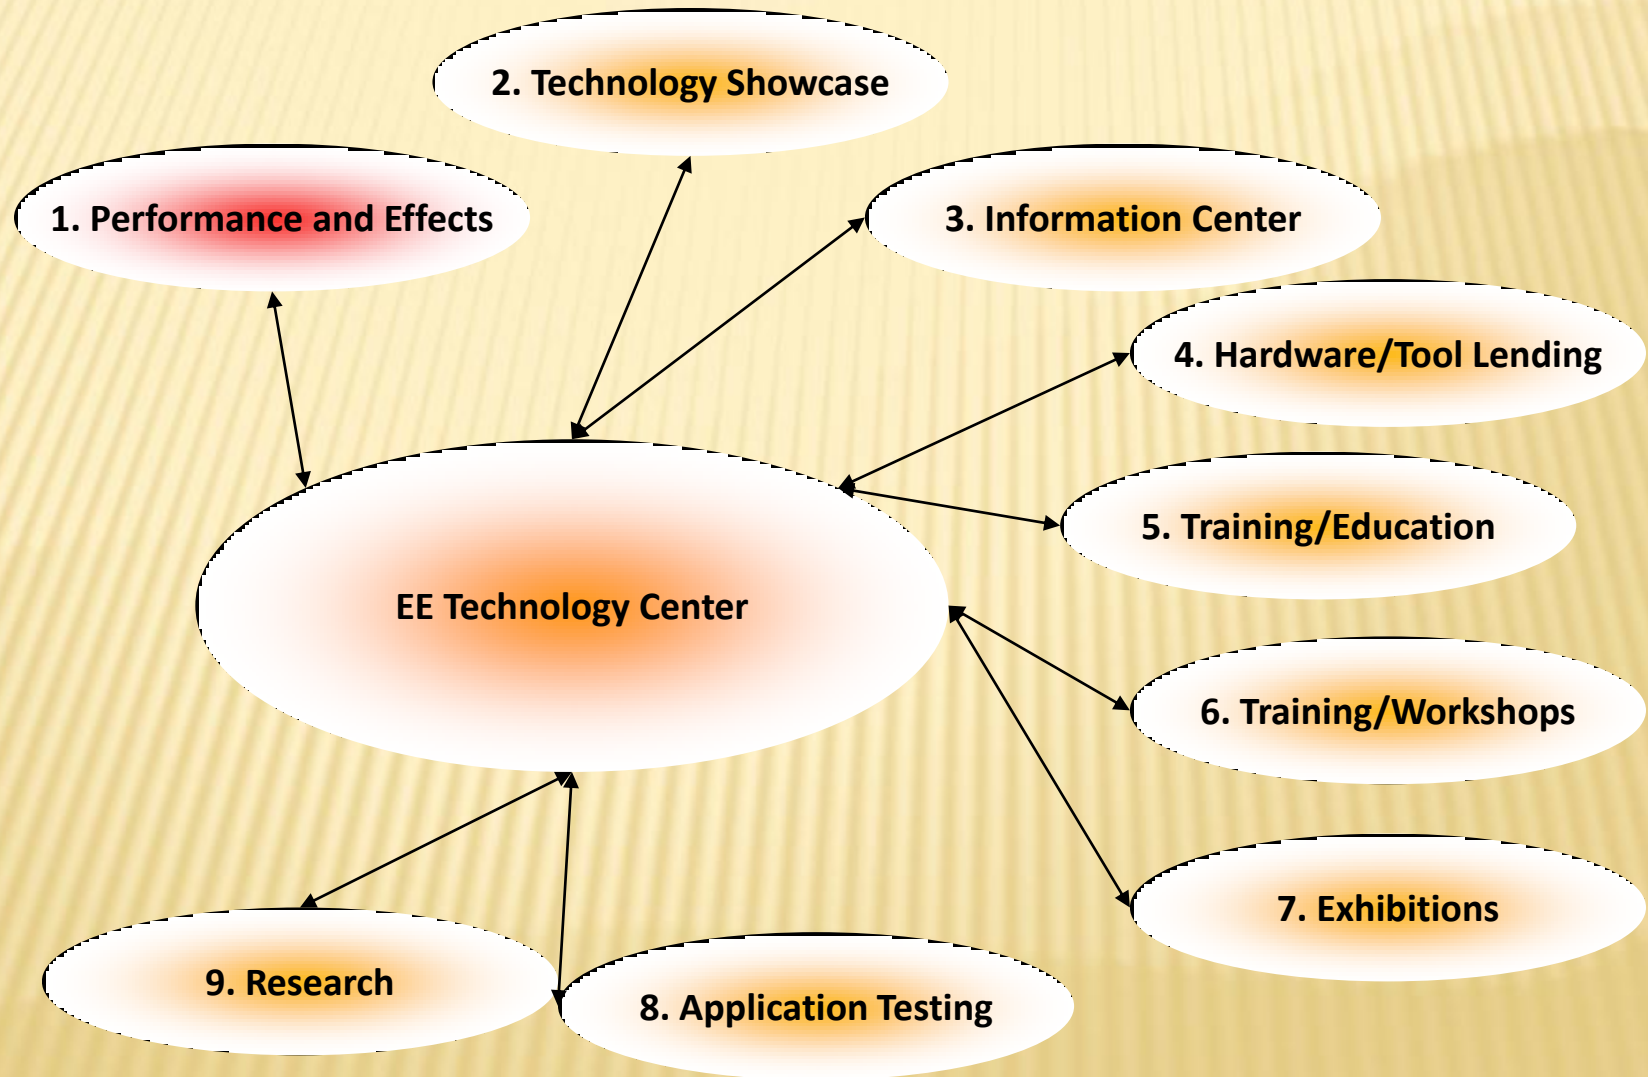 2. Technology Showcase
1. Performance and Effects
3. Information Center
4. Hardware/Tool Lending
5. Training/Education
EE Technology Center
6. Training/Workshops
7. Exhibitions
9. Research
8. Application Testing